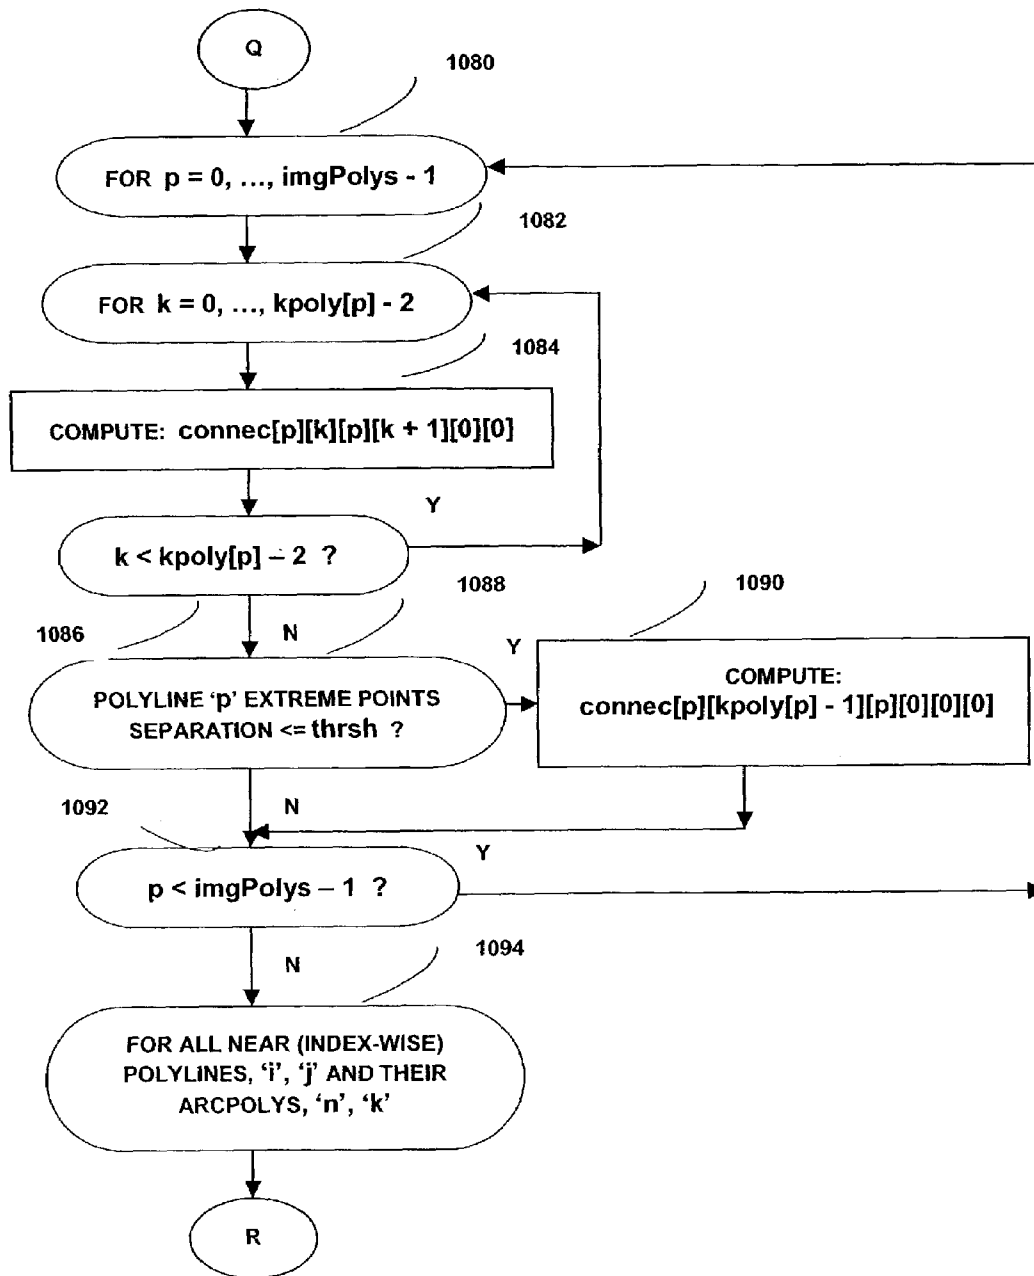 Q
1080
FOR p = 0, ..., imgPolys - 1
1082
FOR k = 0, ..., kpoly[p] - 2
1084
COMPUTE: connec[p][k][p][k + 1][0][0]
Y
k < kpoly[p] – 2 ?
1088
1090
1086
N
Y
POLYLINE ‘p’ EXTREME POINTS
SEPARATION <= thrsh ?
COMPUTE:
connec[p][kpoly[p] - 1][p][0][0][0]
1092
N
Y
p < imgPolys – 1 ?
1094
N
FOR ALL NEAR (INDEX-WISE)
POLYLINES, ‘i’, ‘j’ AND THEIR
ARCPOLYS, ‘n’, ‘k’
R